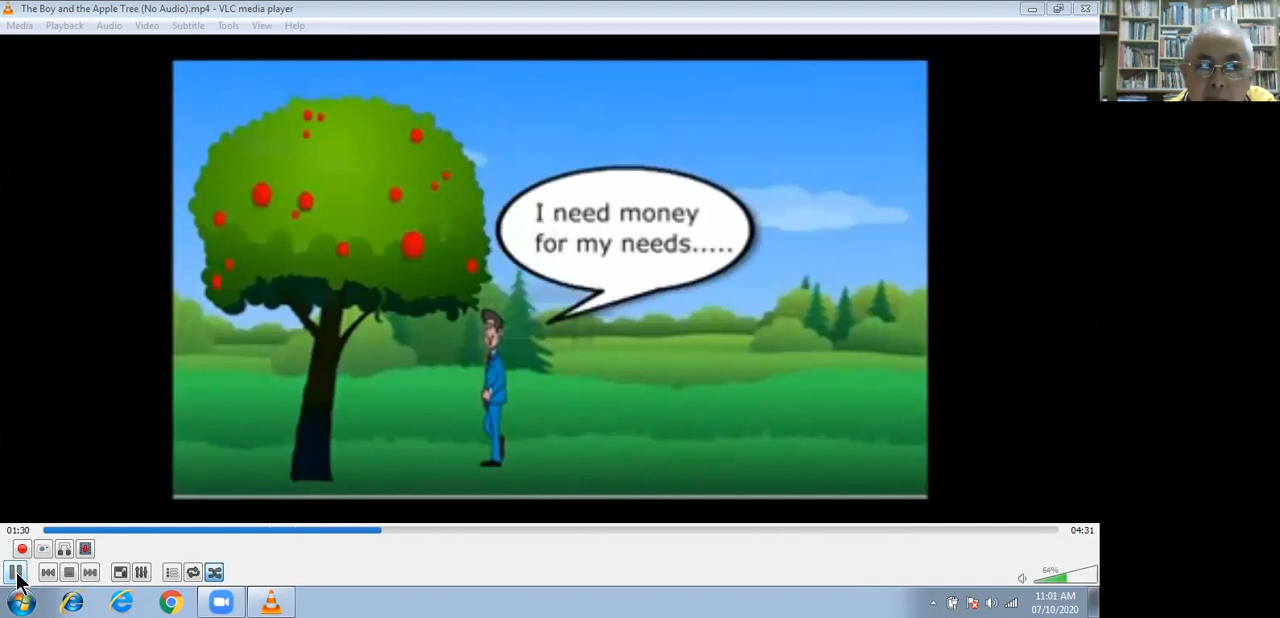 The Boy and the Apple Tree (No Audio).mp4 - VLC media player
Media Playback Audio Video Subtitle Tools View Help
I need money
for my needs.....
01:30
04:31
64%
11:01 AM
07/10/2020